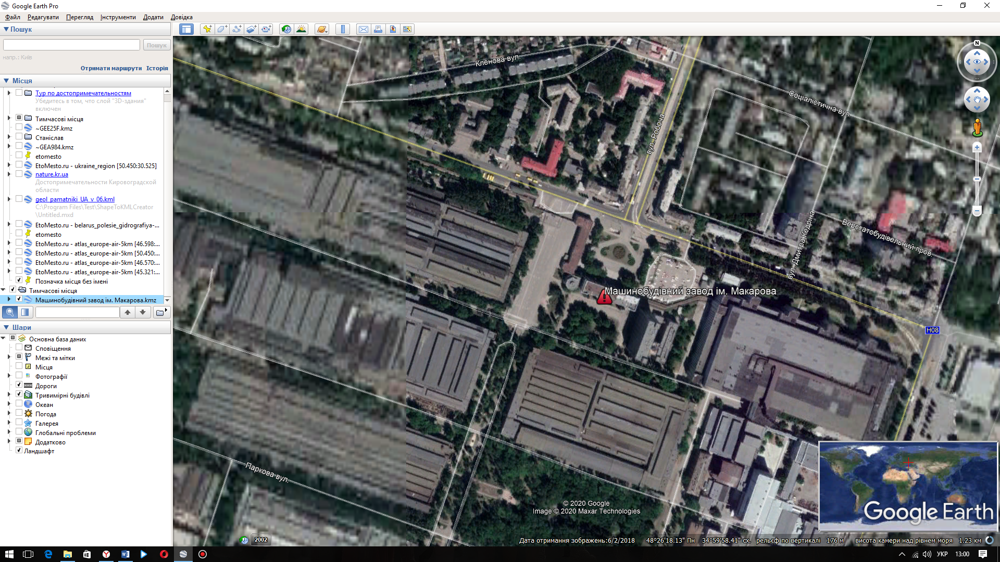 Google Earth Pro
Файл Редагувати Перегляд Інструменти Додати Довідка
Пошук
Пошук
напр.: Київ
Отримати маршрути Історія
Місця
Тур по достопримечательностям
Убедитесь в том, что слой "3D-здания"
включен
Тимчасові місця
~GEE25F.kmz
Станіслав
~GEA984.kmz
etomesto
EtoMesto.ru - ukraine_region [50.450:30.525]
nature.kr.ua
Достопримечательности Кировоградской
области
geol_pamatniki_UA_v_06.kml
C:\Program Files\Test\ShapeToKMLCreator
\Untitled.mxd
EtoMesto.ru - belarus_polesie_gidrografiya-...
etomesto
EtoMesto.ru - atlas_europe-air-5km [46.598:...
EtoMesto.ru - atlas_europe-air-5km [50.450:...
EtoMesto.ru - atlas_europe-air-5km [46.570:...
EtoMesto.ru - atlas_europe-air-5km [45.321:...
Позначка місця без імені
Тимчасові місця
Машинобудівний завод ім. Макарова.kmz
Шари
Основна база даних
Сповіщення
Межі та мітки
Місця
Фотографії
Дороги
Тривимірні будівлі
Океан
Погода
Галерея
Глобальні проблеми
Додатково
Ландшафт
N
Кленова вул.
Соціалістична вул.
вул. Робоча
Верстатобудівельний пров.
вул. Дмитра Кедріна
Машинобудівний завод ім. Макарова
H08
Паркова вул.
© 2020 Google
Image © 2020 Maxar Technologies
Google Earth
2002
Дата отримання зображень:6/2/2018 48°26'18.13" Пн 34°59'58.41" сх. рельєф по вертикалі 176 м висота камери над рівнем моря 1.23 км
УКР 13:00